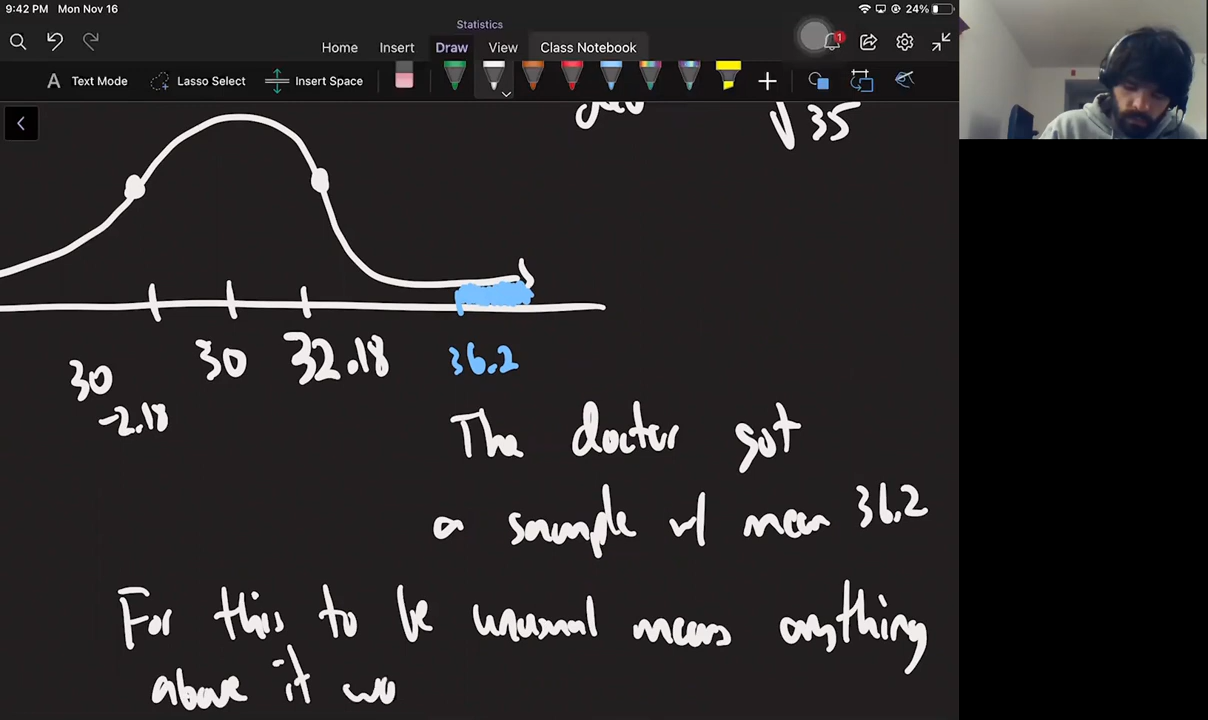 9:42 PM Mon Nov 16
24%
Statistics
Home Insert Draw View Class Notebook
1
Text Mode Lasso Select Insert Space
√35
30 30 32.18 36.2
-2.18
The doctor got
a sample w/ mean 36.2
For this to be unusual means anything
above it wo